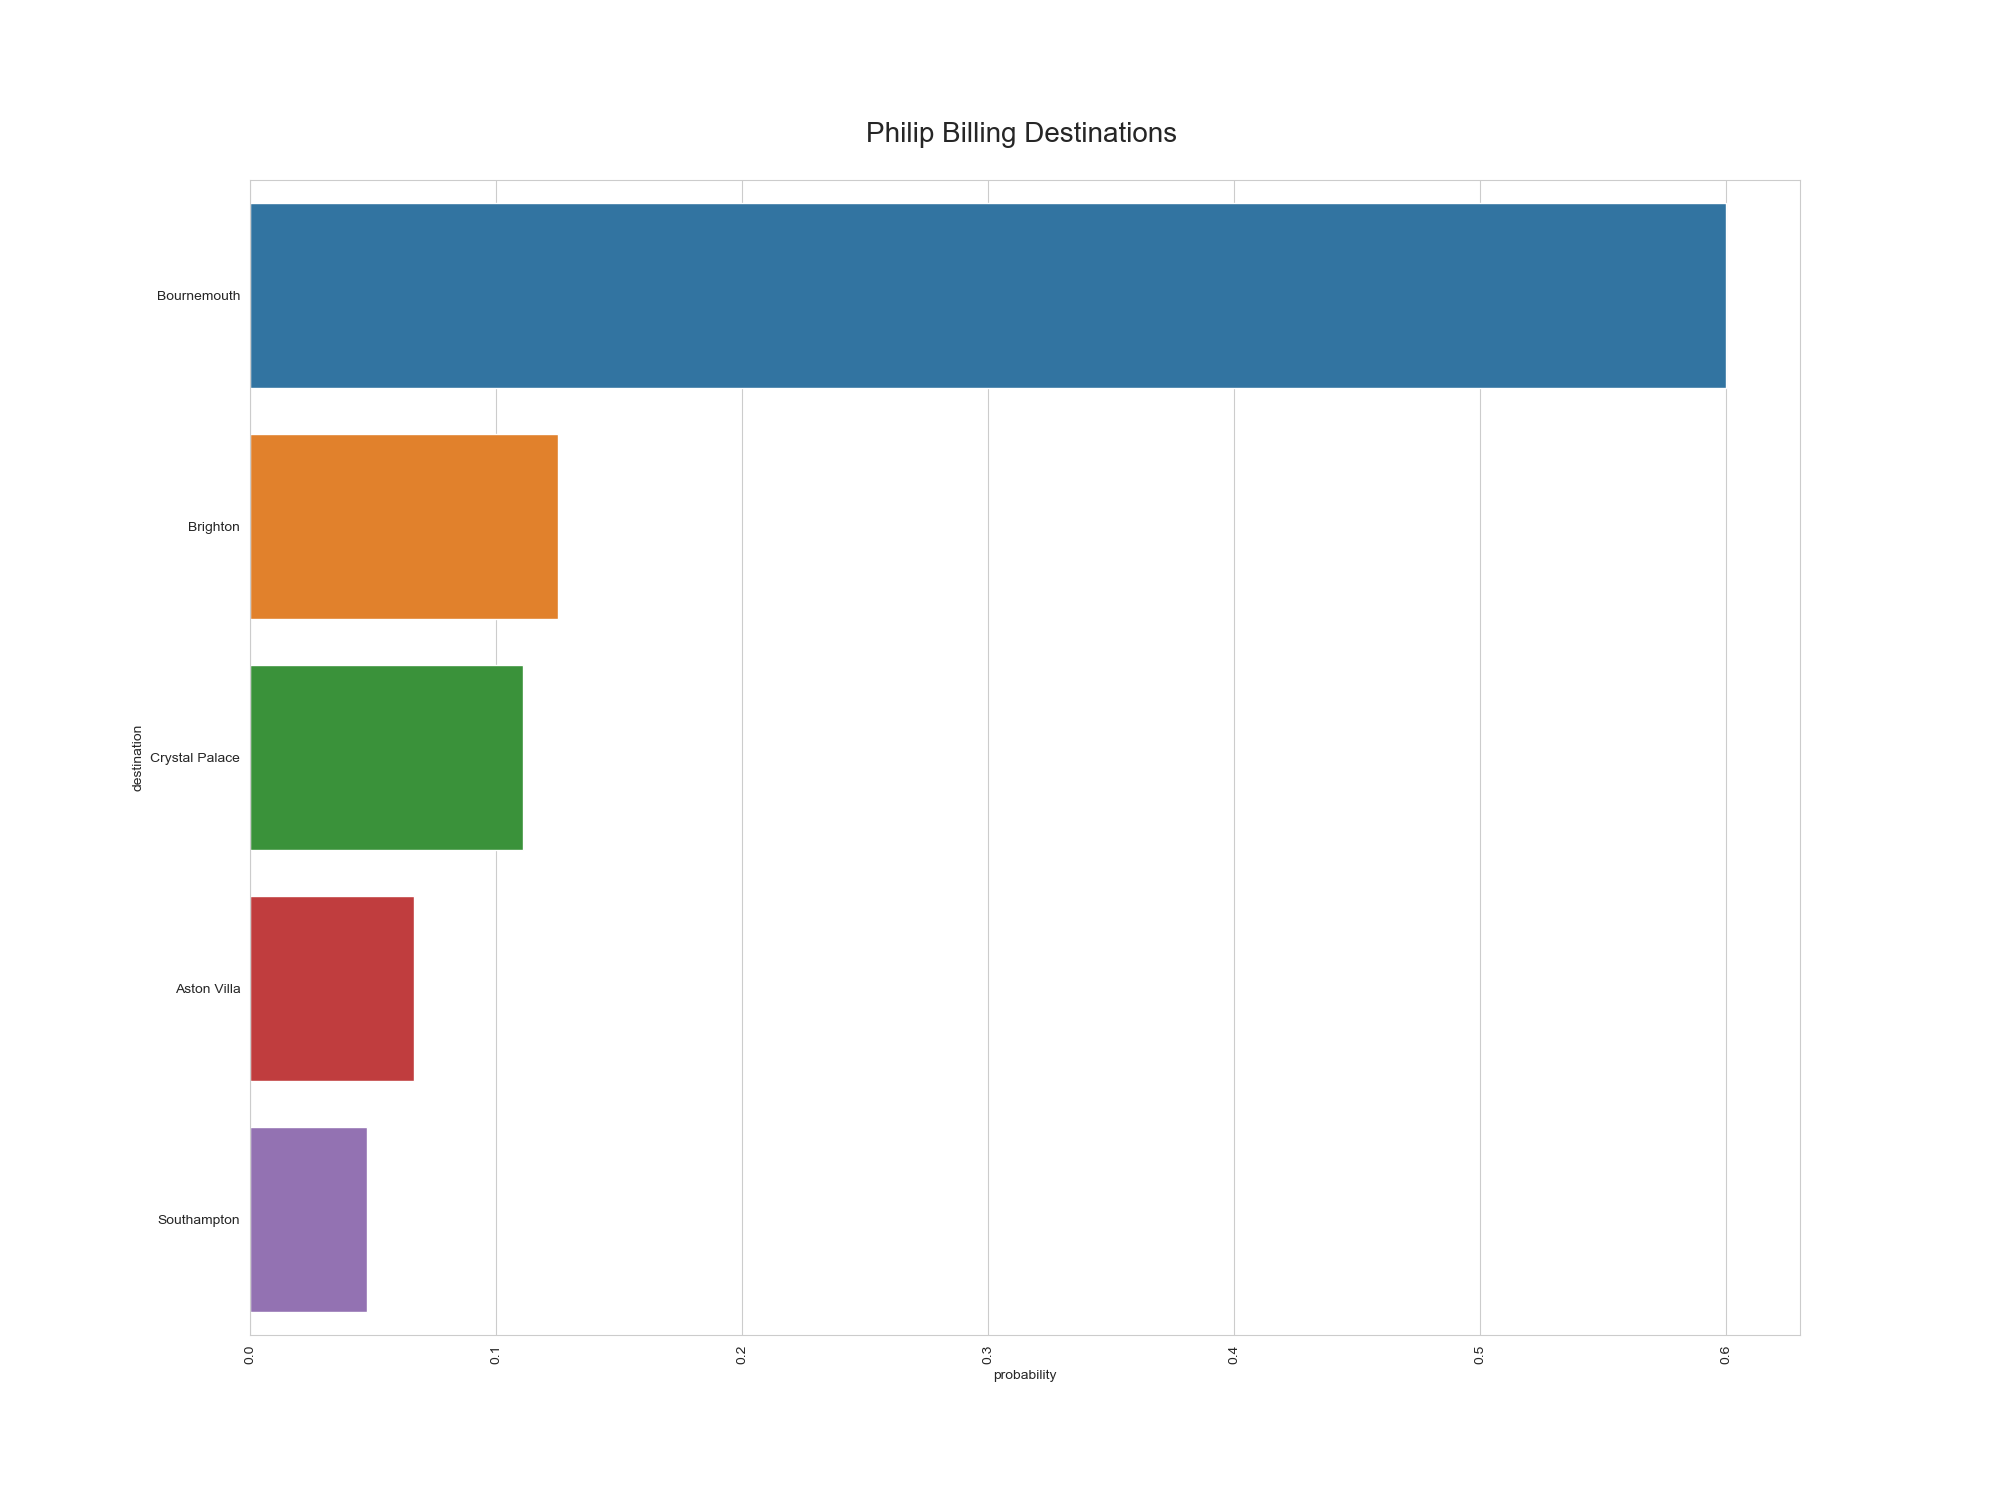 Philip Billing Destinations
destination
Bournemouth
Brighton
Crystal Palace
Aston Villa
Southampton
0.0 0.1 0.2 0.3 0.4 0.5 0.6
probability